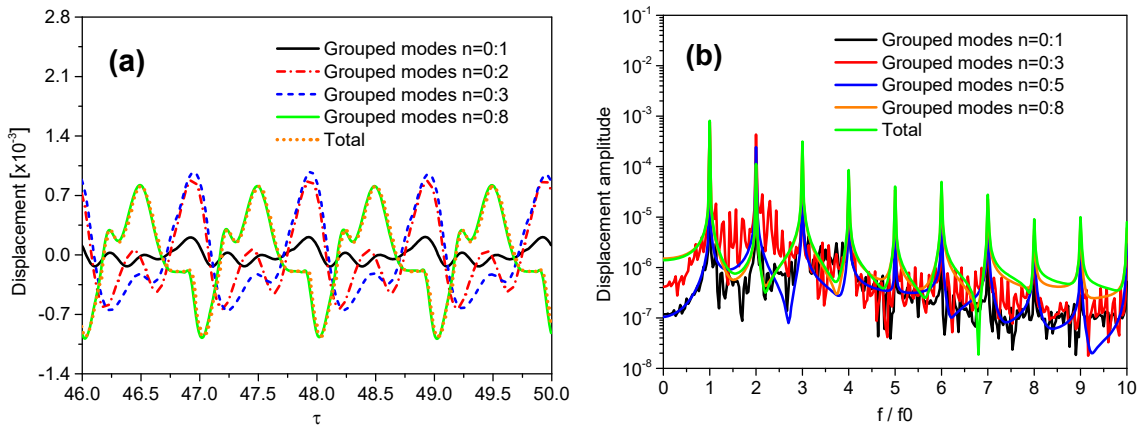 (a)
Grouped modes n=0:1
Grouped modes n=0:2
Grouped modes n=0:3
Grouped modes n=0:8
Total
Displacement [x10⁻³]
2.8
2.1
1.4
0.7
0.0
-0.7
-1.4
46.0 46.5 47.0 47.5 48.0 48.5 49.0 49.5 50.0
τ
(b)
Grouped modes n=0:1
Grouped modes n=0:3
Grouped modes n=0:5
Grouped modes n=0:8
Total
Displacement amplitude
10⁻¹
10⁻²
10⁻³
10⁻⁴
10⁻⁵
10⁻⁶
10⁻⁷
10⁻⁸
0 1 2 3 4 5 6 7 8 9 10
f / f0